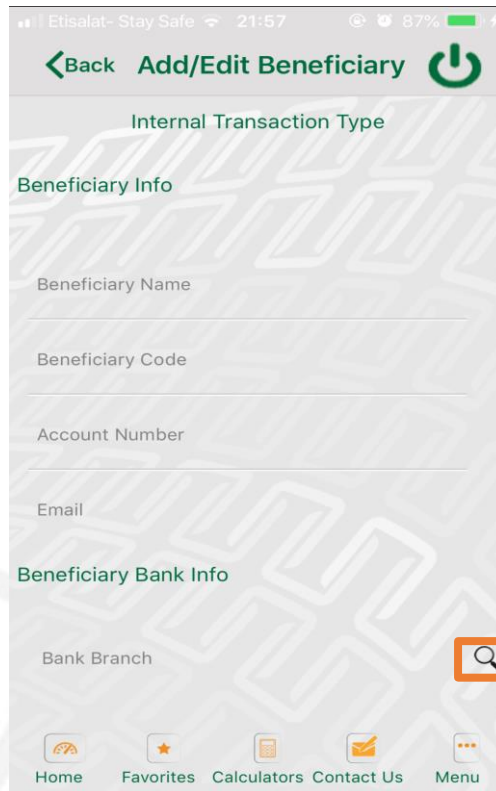 Etisalat- Stay Safe 21:57 87%
Back Add/Edit Beneficiary
Internal Transaction Type
Beneficiary Info
Beneficiary Name
Beneficiary Code
Account Number
Email
Beneficiary Bank Info
Bank Branch
Home Favorites Calculators Contact Us Menu